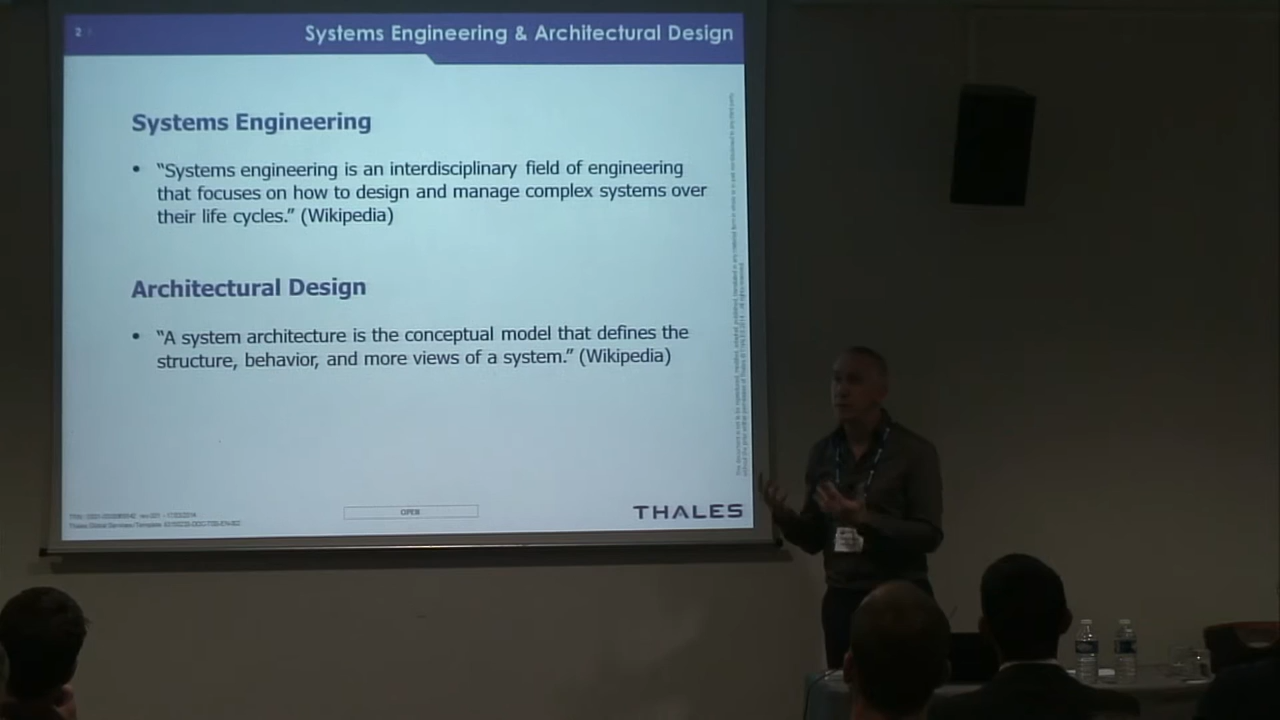 2
Systems Engineering & Architectural Design
Systems Engineering
• “Systems engineering is an interdisciplinary field of engineering
that focuses on how to design and manage complex systems over
their life cycles.” (Wikipedia)
Architectural Design
• “A system architecture is the conceptual model that defines the
structure, behavior, and more views of a system.” (Wikipedia)
OPEN
THALES